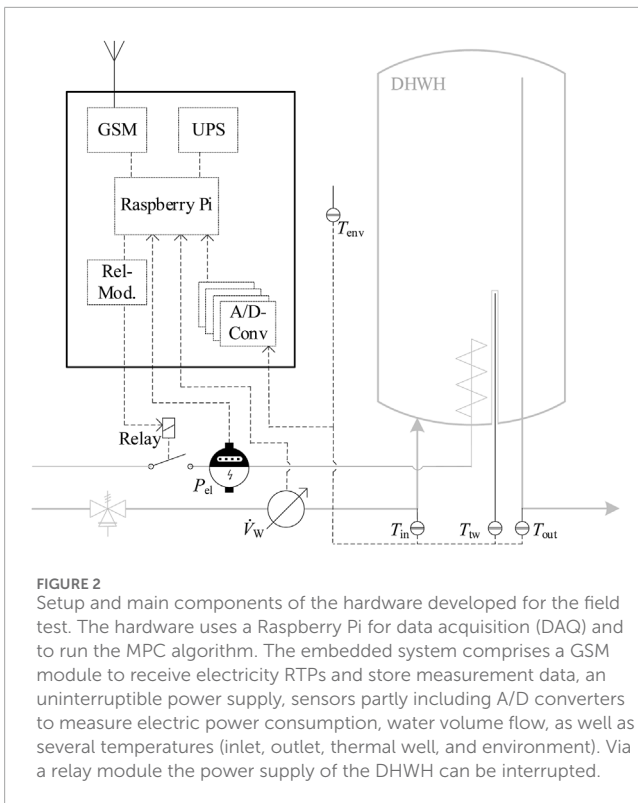 DHWH
GSM
UPS
Raspberry Pi
T_env
Rel-
Mod.
A/D-
Conv
Relay
P_el
V̇_W
T_in
T_tw
T_out
FIGURE 2
Setup and main components of the hardware developed for the field
test. The hardware uses a Raspberry Pi for data acquisition (DAQ) and
to run the MPC algorithm. The embedded system comprises a GSM
module to receive electricity RTPs and store measurement data, an
uninterruptible power supply, sensors partly including A/D converters
to measure electric power consumption, water volume flow, as well as
several temperatures (inlet, outlet, thermal well, and environment). Via
a relay module the power supply of the DHWH can be interrupted.